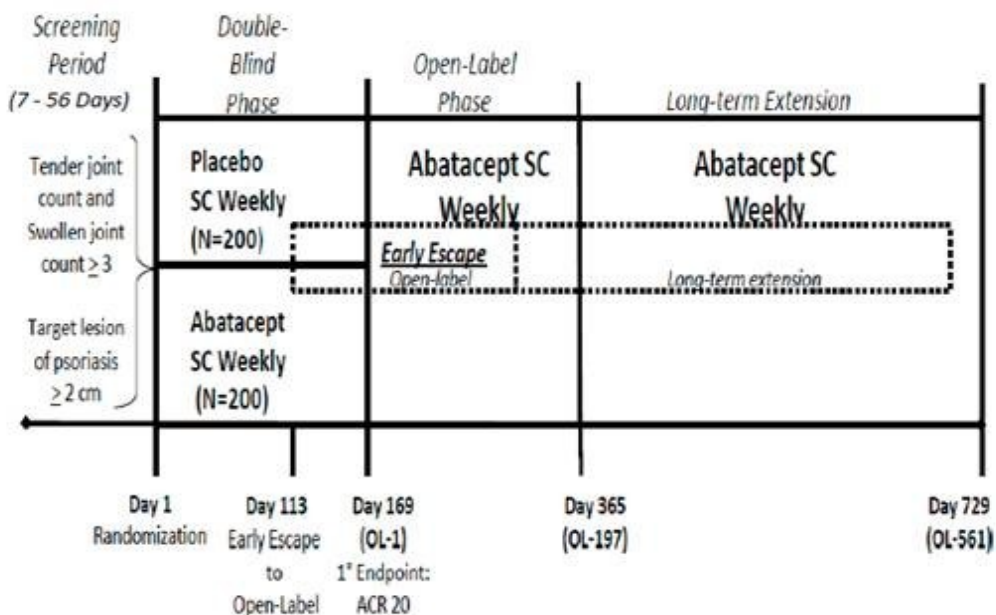 Screening
Period
(7 - 56 Days)
Double-
Blind
Phase
Open-Label
Phase
Long-term Extension
Tender joint
count and
Swollen joint
count ≥ 3
Target lesion
of psoriasis
≥ 2 cm
Placebo
SC Weekly
(N=200)
Abatacept
SC Weekly
(N=200)
Abatacept SC
Weekly
Early Escape
Open-label
Abatacept SC
Weekly
Long-term extension
Day 1
Randomization
Day 113
Early Escape
to
Open-Label
Day 169
(OL-1)
1° Endpoint:
ACR 20
Day 365
(OL-197)
Day 729
(OL-561)